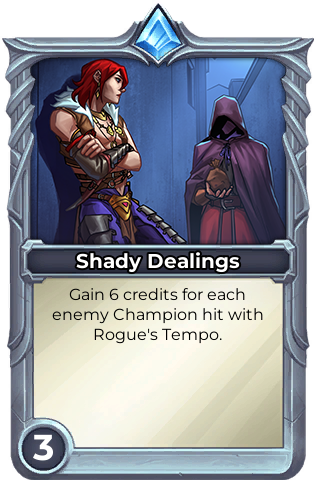 Shady Dealings
Gain 6 credits for each
enemy Champion hit with
Rogue's Tempo.
3